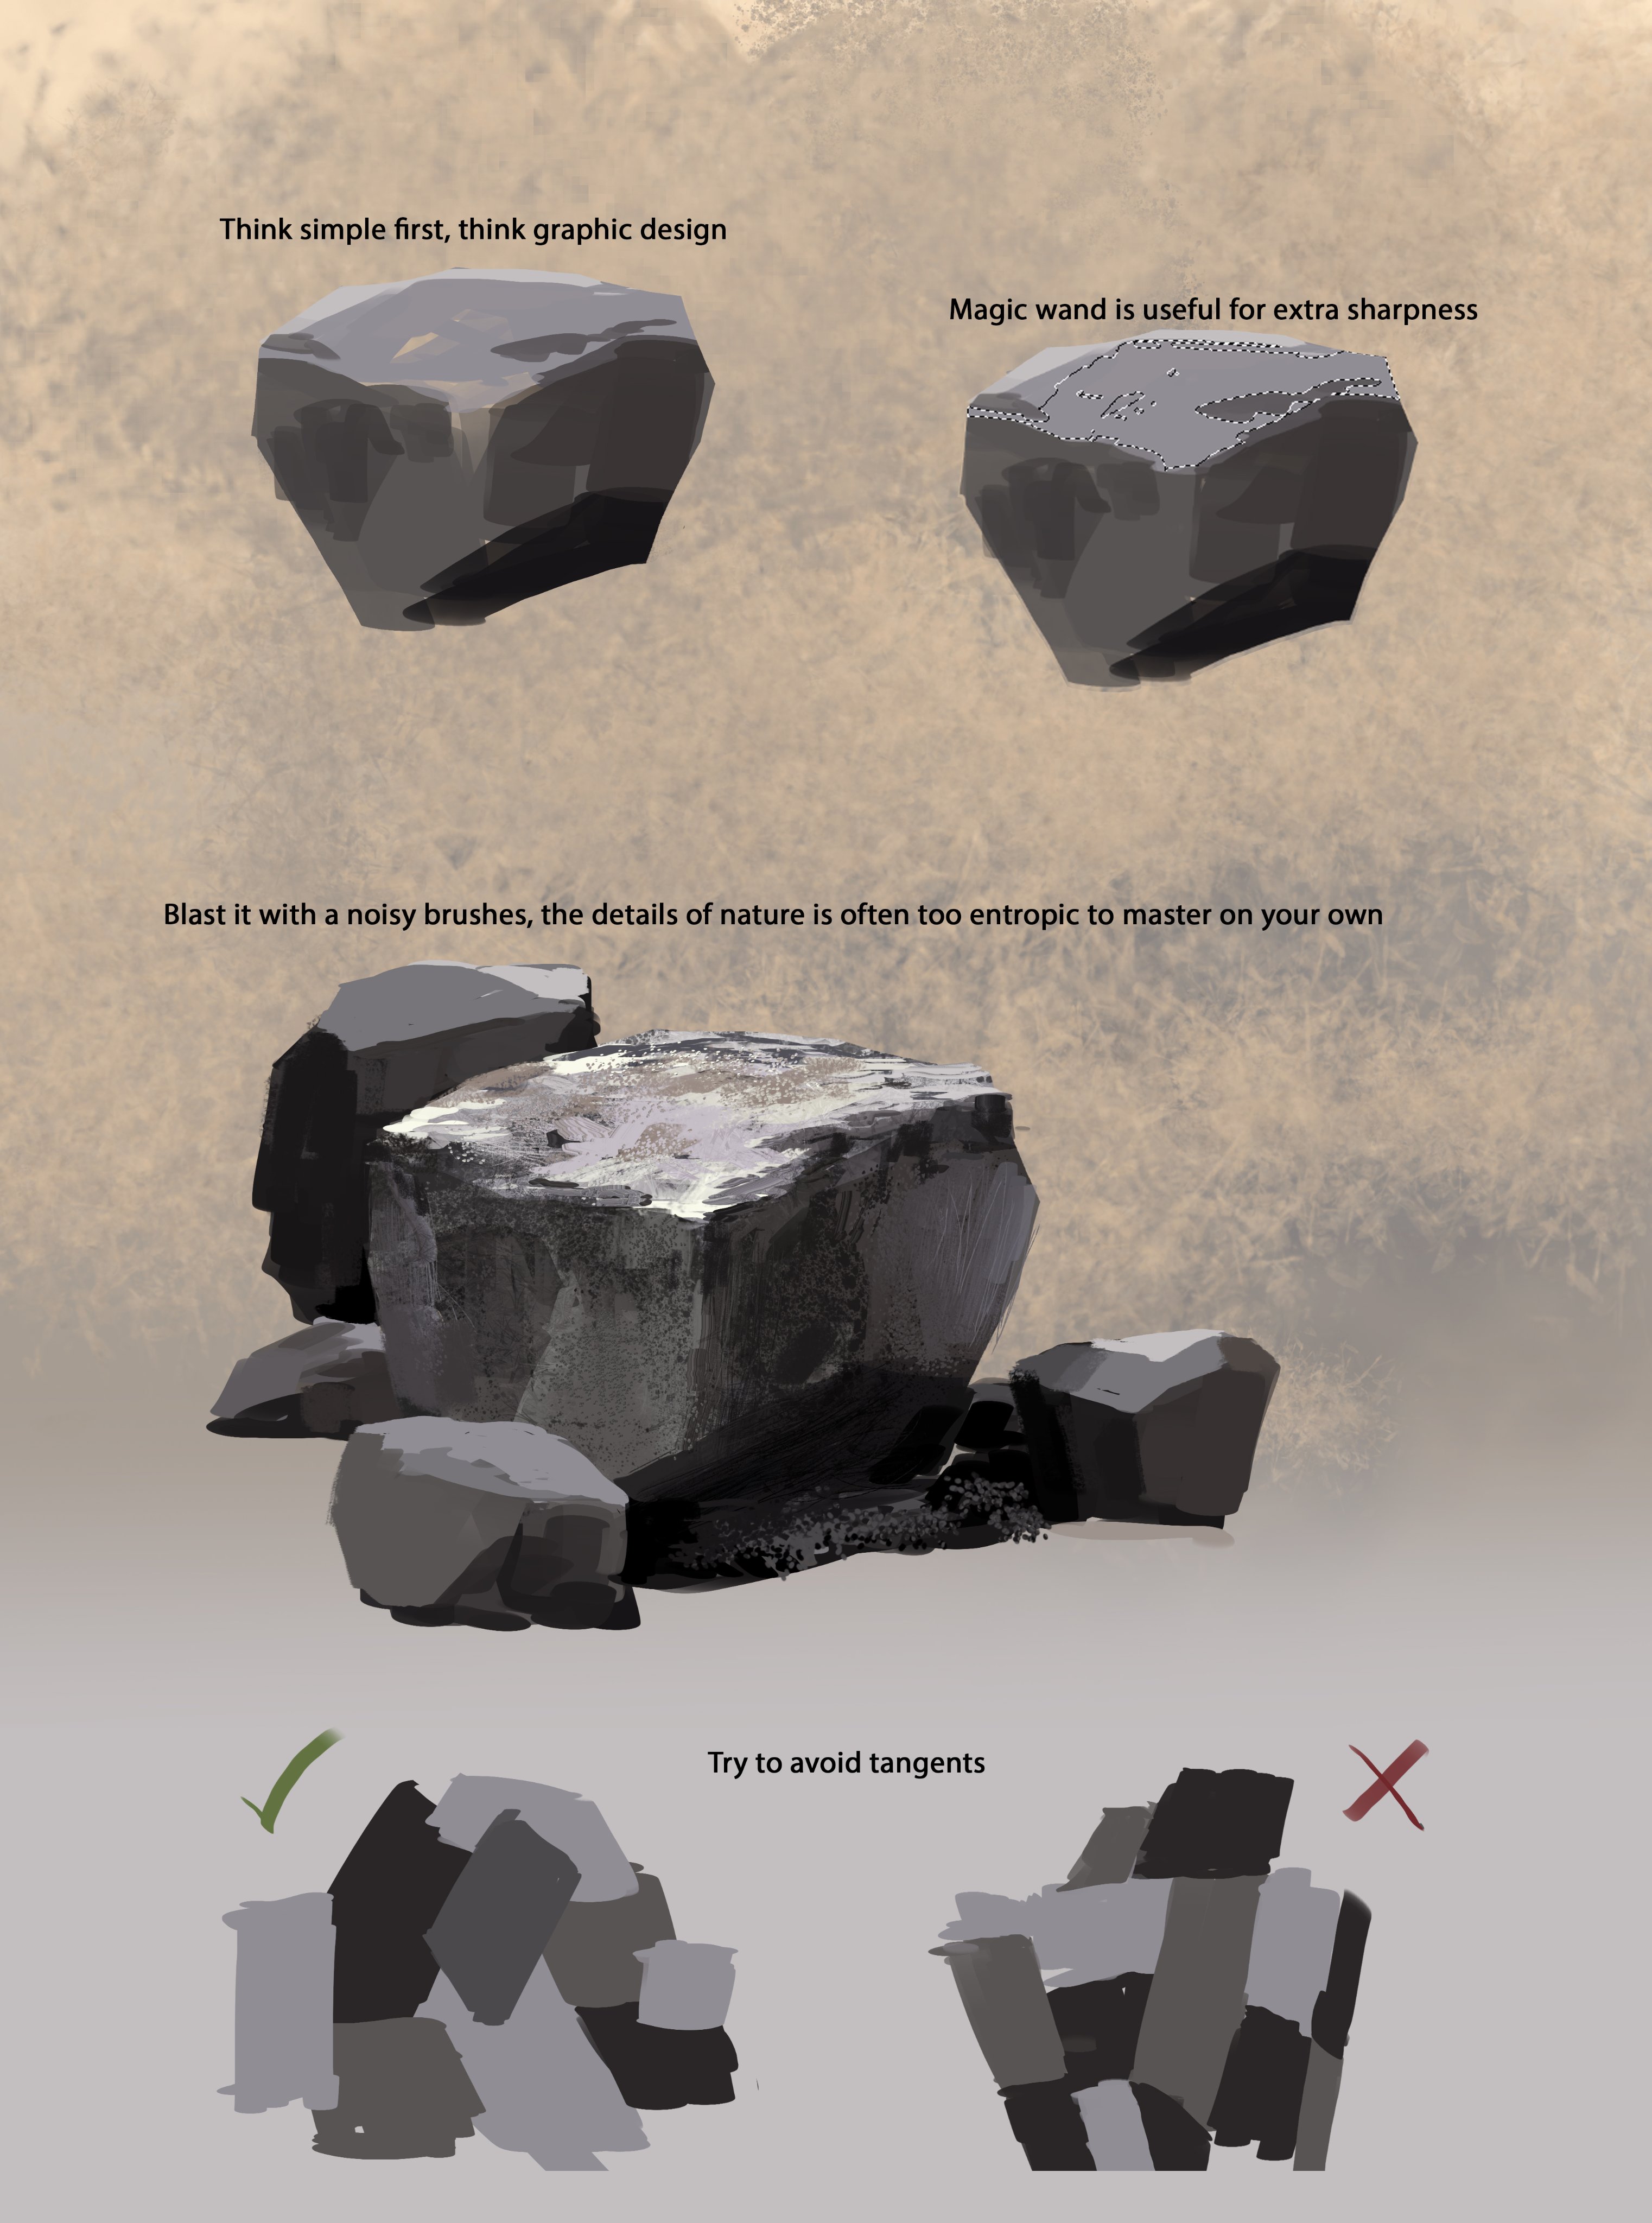 Think simple first, think graphic design
Magic wand is useful for extra sharpness
Blast it with a noisy brushes, the details of nature is often too entropic to master on your own
Try to avoid tangents